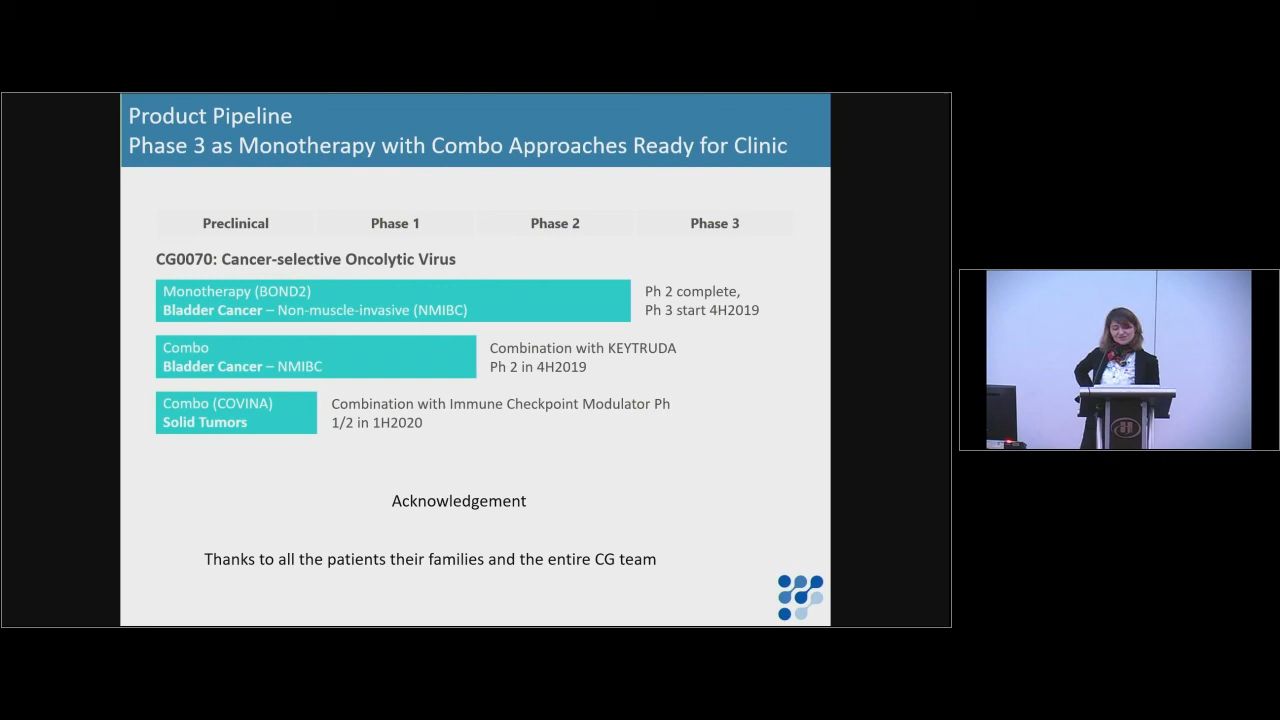 Product Pipeline
Phase 3 as Monotherapy with Combo Approaches Ready for Clinic
Preclinical
Phase 1
Phase 2
Phase 3
CG0070: Cancer-selective Oncolytic Virus
Monotherapy (BOND2)
Bladder Cancer – Non-muscle-invasive (NMIBC)
Ph 2 complete,
Ph 3 start 4H2019
Combo
Bladder Cancer – NMIBC
Combination with KEYTRUDA
Ph 2 in 4H2019
Combo (COVINA)
Solid Tumors
Combination with Immune Checkpoint Modulator Ph
1/2 in 1H2020
Acknowledgement
Thanks to all the patients their families and the entire CG team